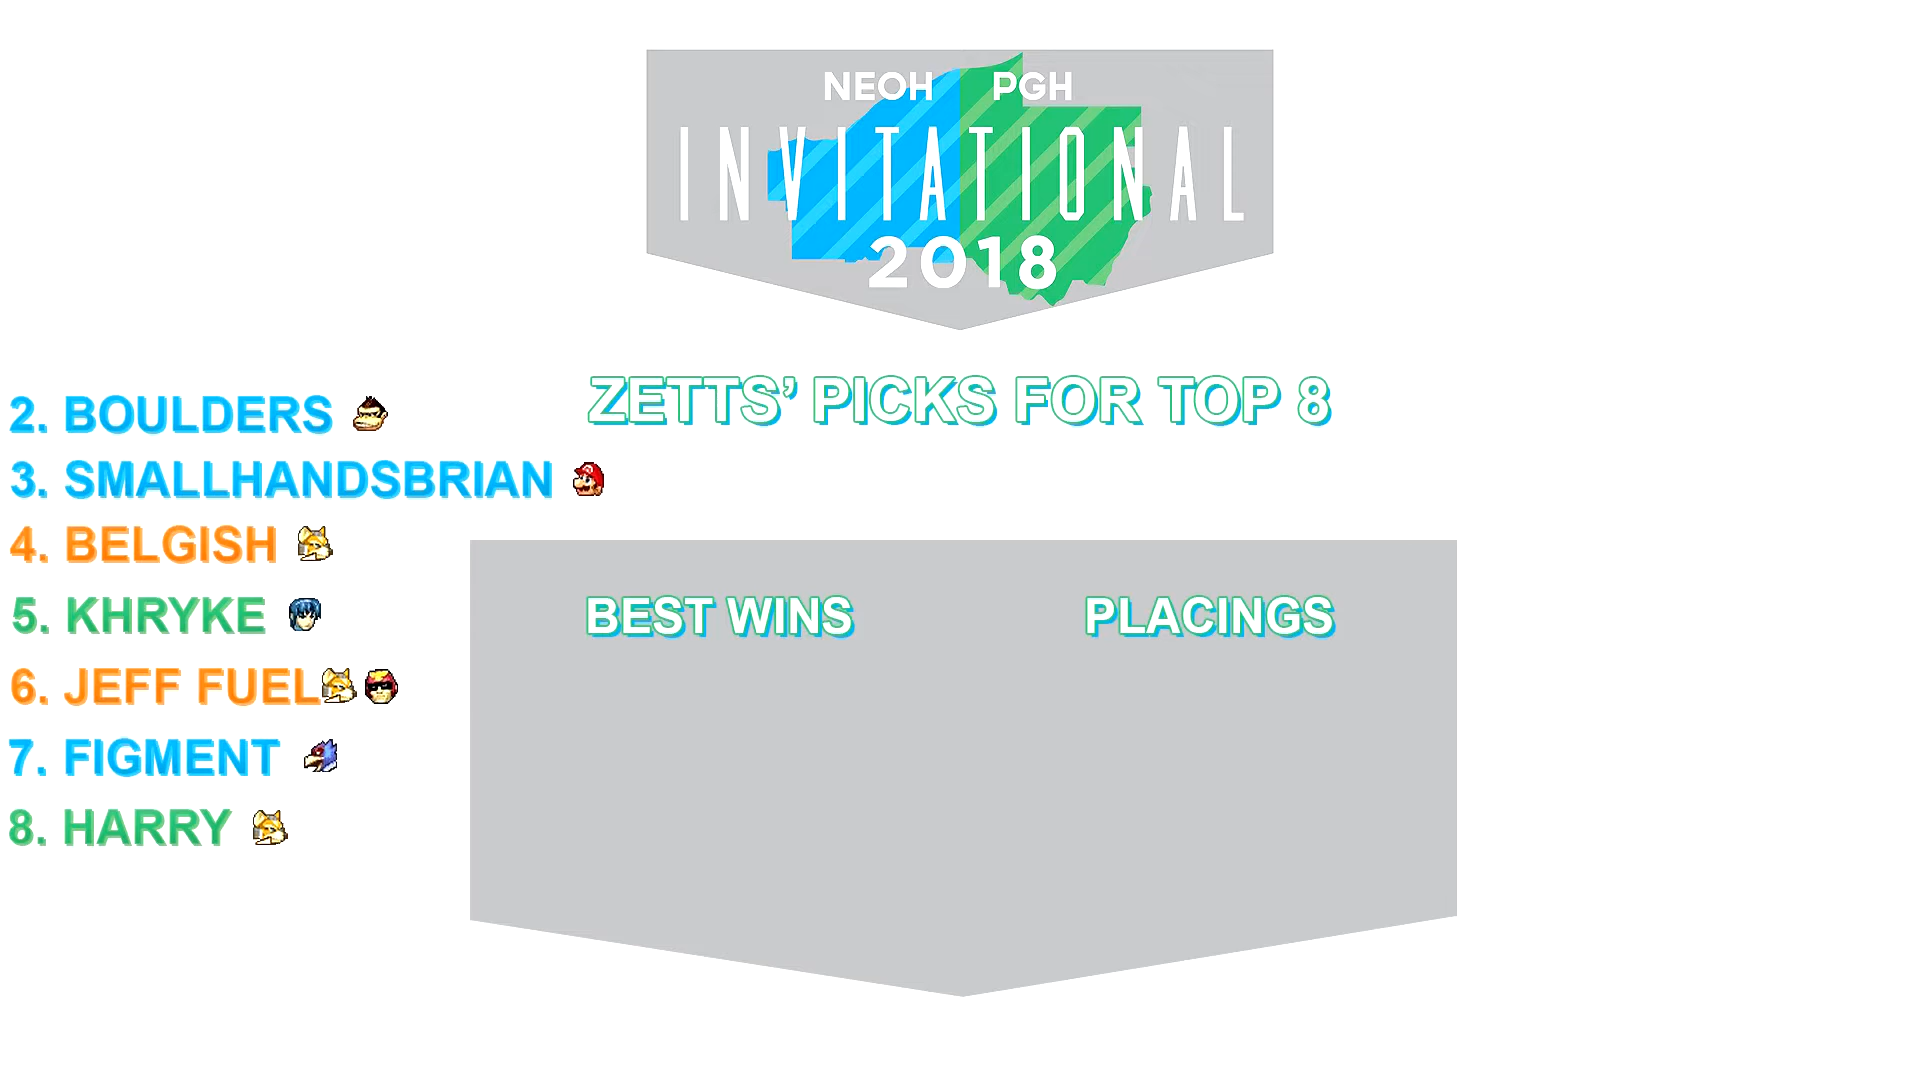 NEOH PGH
INVITATIONAL
2018
ZETTS’ PICKS FOR TOP 8
2. BOULDERS
3. SMALLHANDSBRIAN
4. BELGISH
5. KHRYKE
6. JEFF FUEL
7. FIGMENT
8. HARRY
BEST WINS
PLACINGS